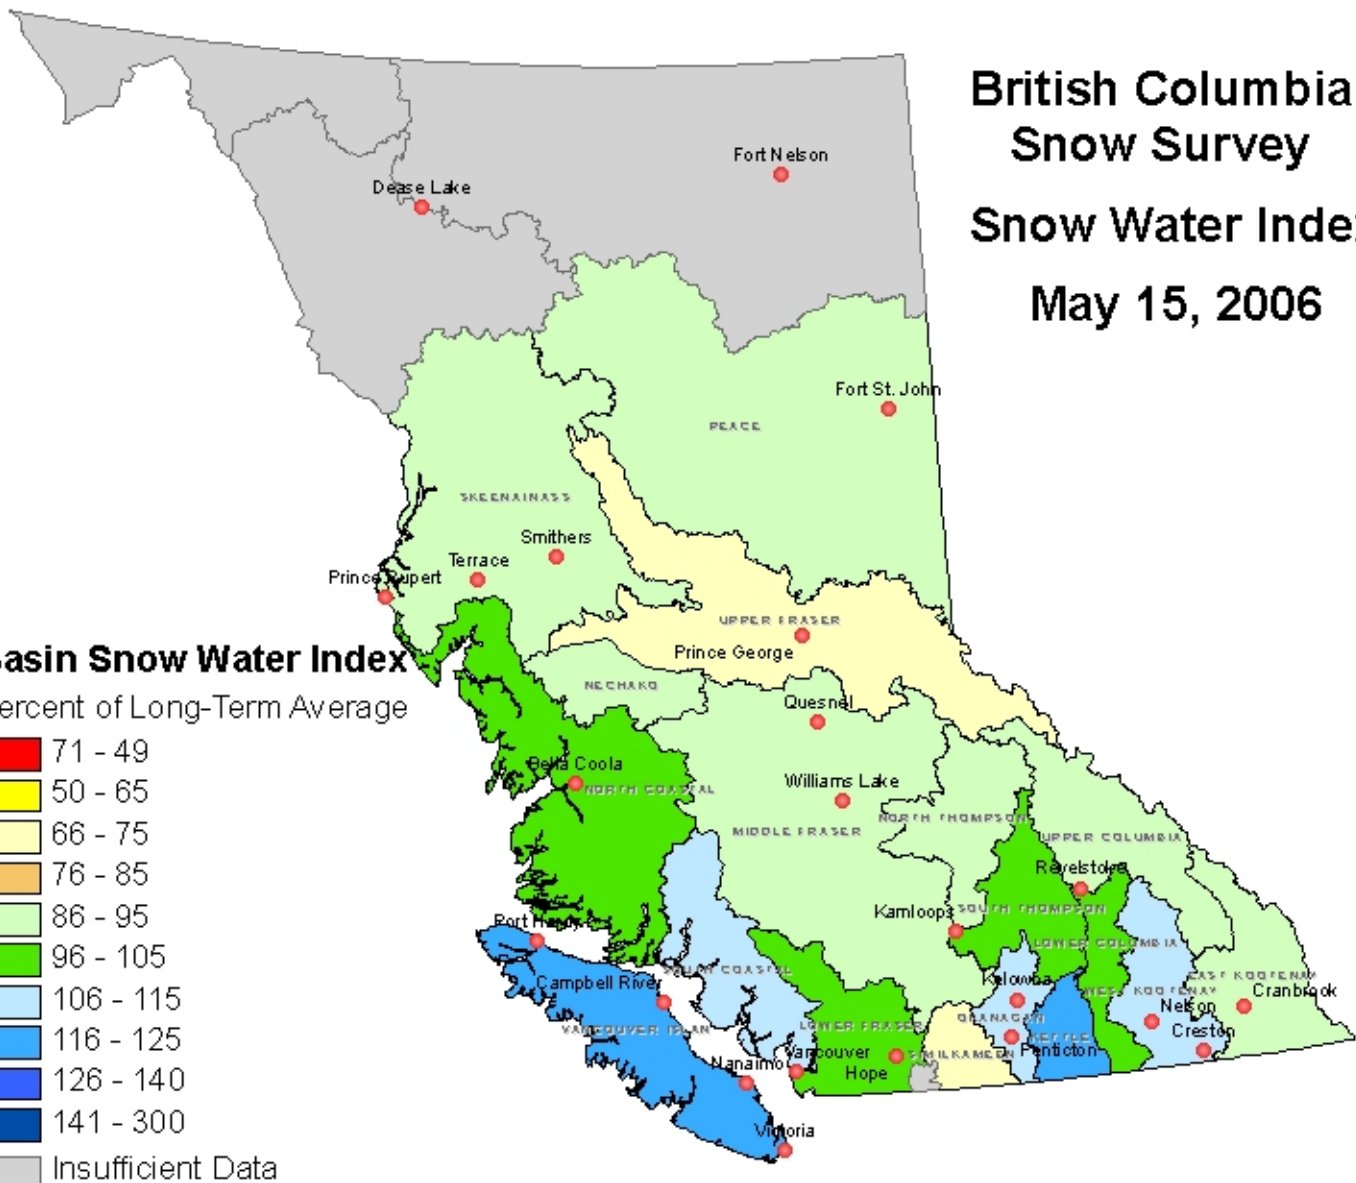 British Columbia
Snow Survey
Snow Water Index
May 15, 2006
Fort Nelson
Dease Lake
Fort St. John
PEACE
SKEENA/NASS
Smithers
Terrace
Prince Rupert
UPPER FRASER
Prince George
NECHAKO
Quesnel
Bella Coola
NORTH COASTAL
Williams Lake
NORTH THOMPSON
MIDDLE FRASER
UPPER COLUMBIA
Revelstoke
Kamloops
SOUTH THOMPSON
Port Hardy
LOWER COLUMBIA
SOUTH COASTAL
EAST KOOTENAY
Campbell River
Kelowna
WEST KOOTENAY
Cranbrook
Nelson
OKANAGAN
VANCOUVER ISLAN
LOWER FRASER
Creston
KETTLE
Vancouver
SIMILKAMEEN
Penticton
Nanaimo
Hope
Victoria
Basin Snow Water Index
ercent of Long-Term Average
71 - 49
50 - 65
66 - 75
76 - 85
86 - 95
96 - 105
106 - 115
116 - 125
126 - 140
141 - 300
Insufficient Data